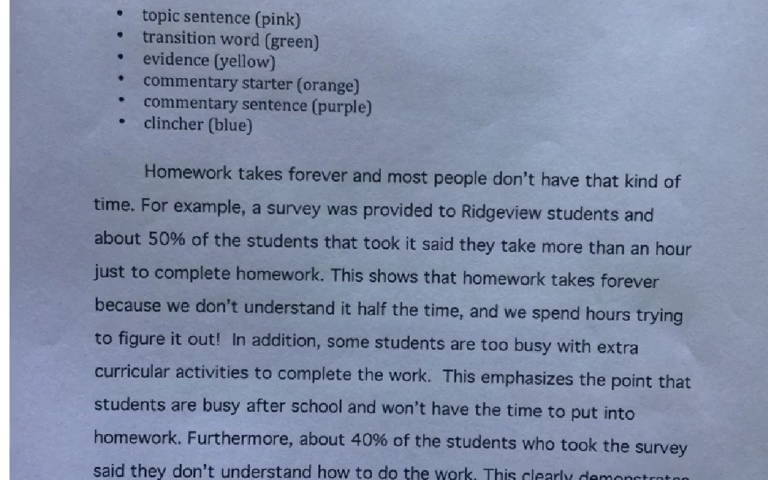 • topic sentence (pink)
• transition word (green)
• evidence (yellow)
• commentary starter (orange)
• commentary sentence (purple)
• clincher (blue)
Homework takes forever and most people don't have that kind of
time. For example, a survey was provided to Ridgeview students and
about 50% of the students that took it said they take more than an hour
just to complete homework. This shows that homework takes forever
because we don't understand it half the time, and we spend hours trying
to figure it out!  In addition, some students are too busy with extra
curricular activities to complete the work.  This emphasizes the point that
students are busy after school and won't have the time to put into
homework. Furthermore, about 40% of the students who took the survey
said they don't understand how to do the work. This clearly demonstrates